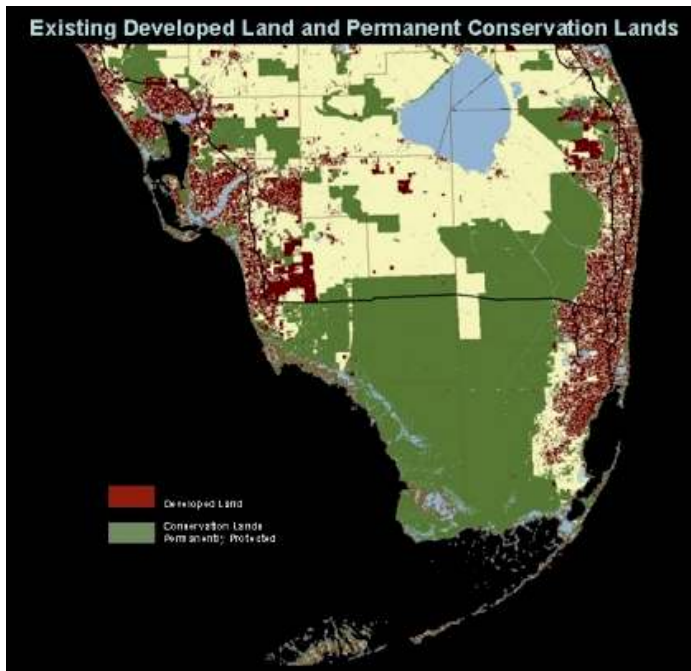 Existing Developed Land and Permanent Conservation Lands
Developed Land
Conservation Lands
Permanently Protected